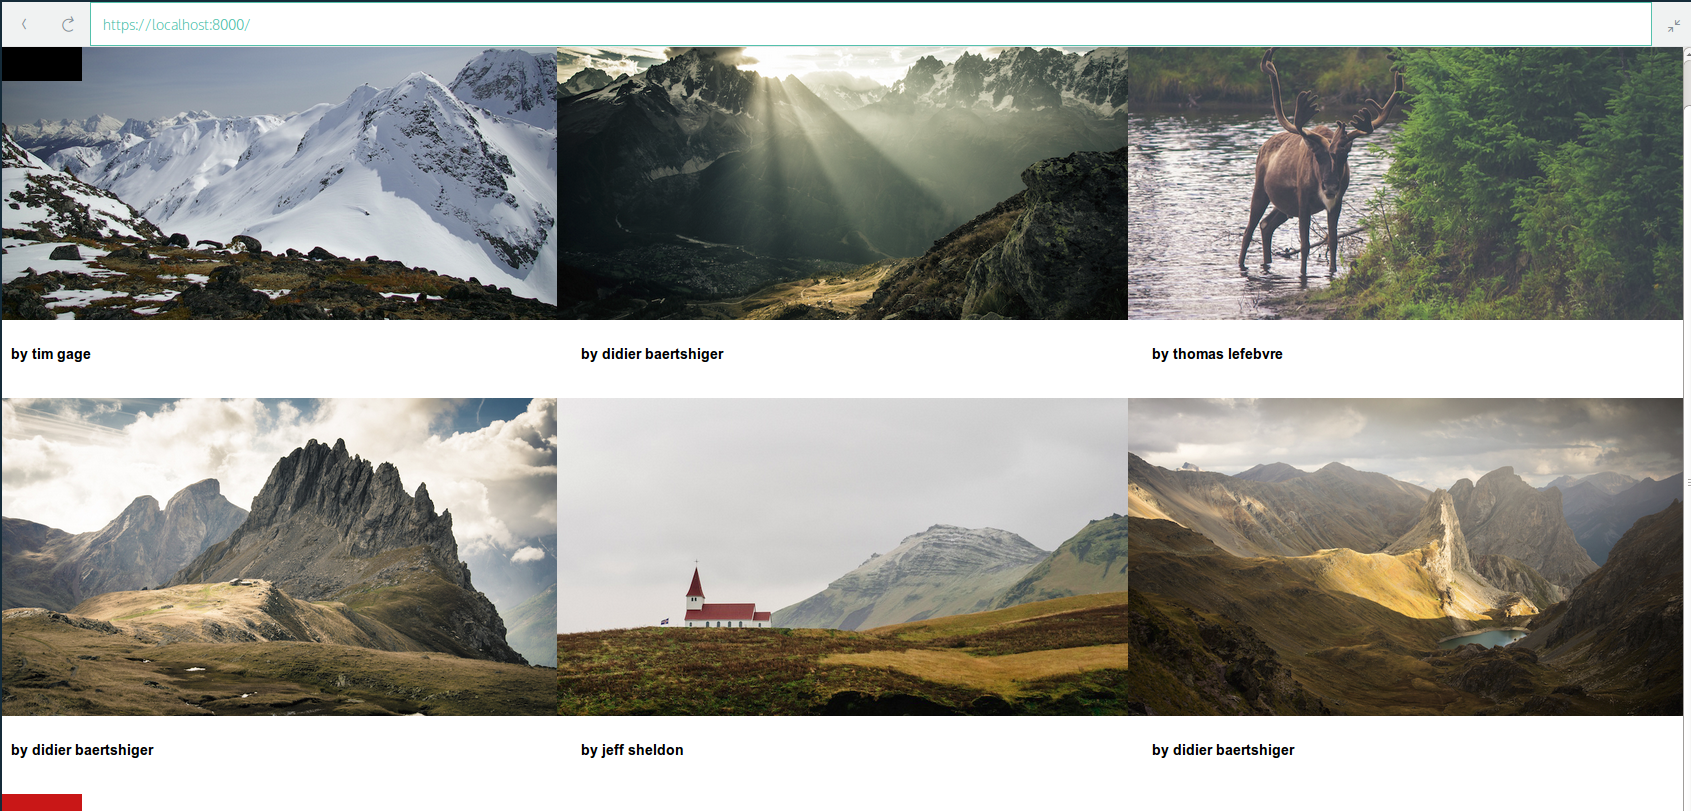 https://localhost:8000/
by tim gage
by didier baertshiger
by thomas lefebvre
by didier baertshiger
by jeff sheldon
by didier baertshiger